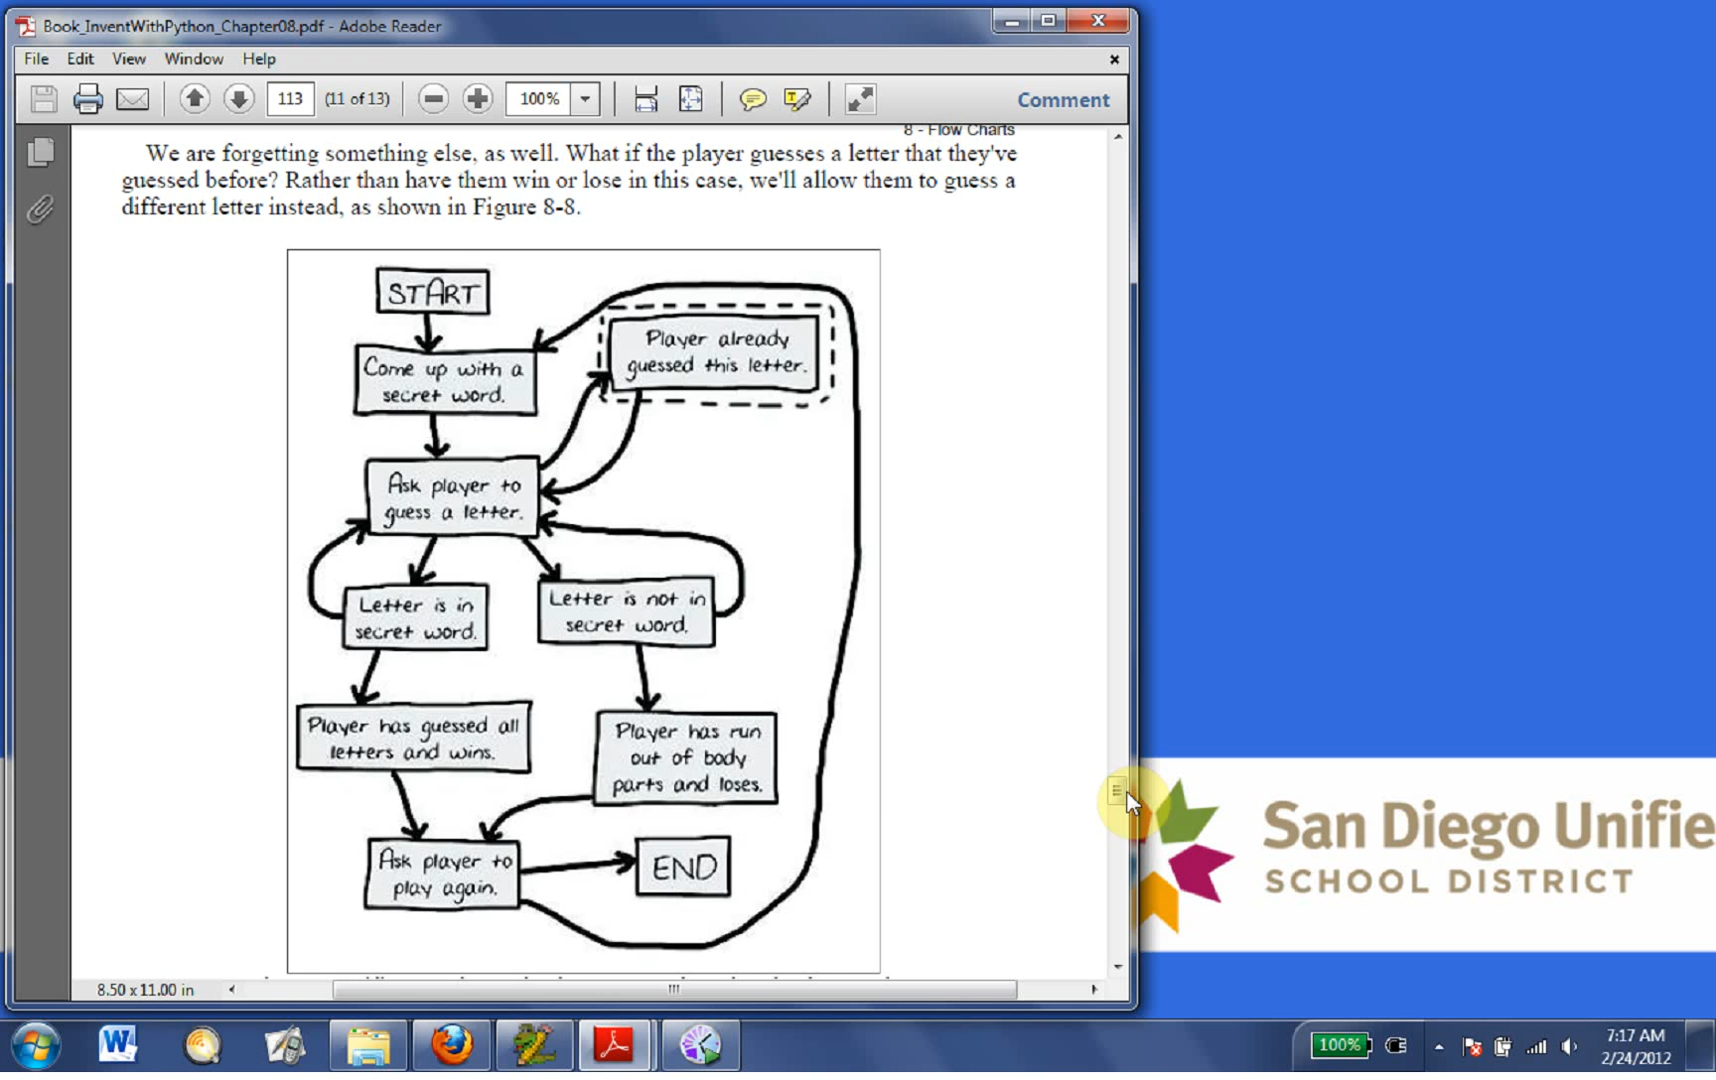 Book_InventWithPython_Chapter08.pdf - Adobe Reader
File Edit View Window Help
113 (11 of 13) 100% Comment
8 - Flow Charts
We are forgetting something else, as well. What if the player guesses a letter that they've
guessed before? Rather than have them win or lose in this case, we'll allow them to guess a
different letter instead, as shown in Figure 8-8.
START
Player already
guessed this letter.
Come up with a
secret word.
Ask player to
guess a letter.
Letter is in
secret word.
Letter is not in
secret word.
Player has guessed all
letters and wins.
Player has run
out of body
parts and loses.
Ask player to
play again.
END
San Diego Unifie
SCHOOL DISTRICT
8.50 x 11.00 in
100%
7:17 AM
2/24/2012